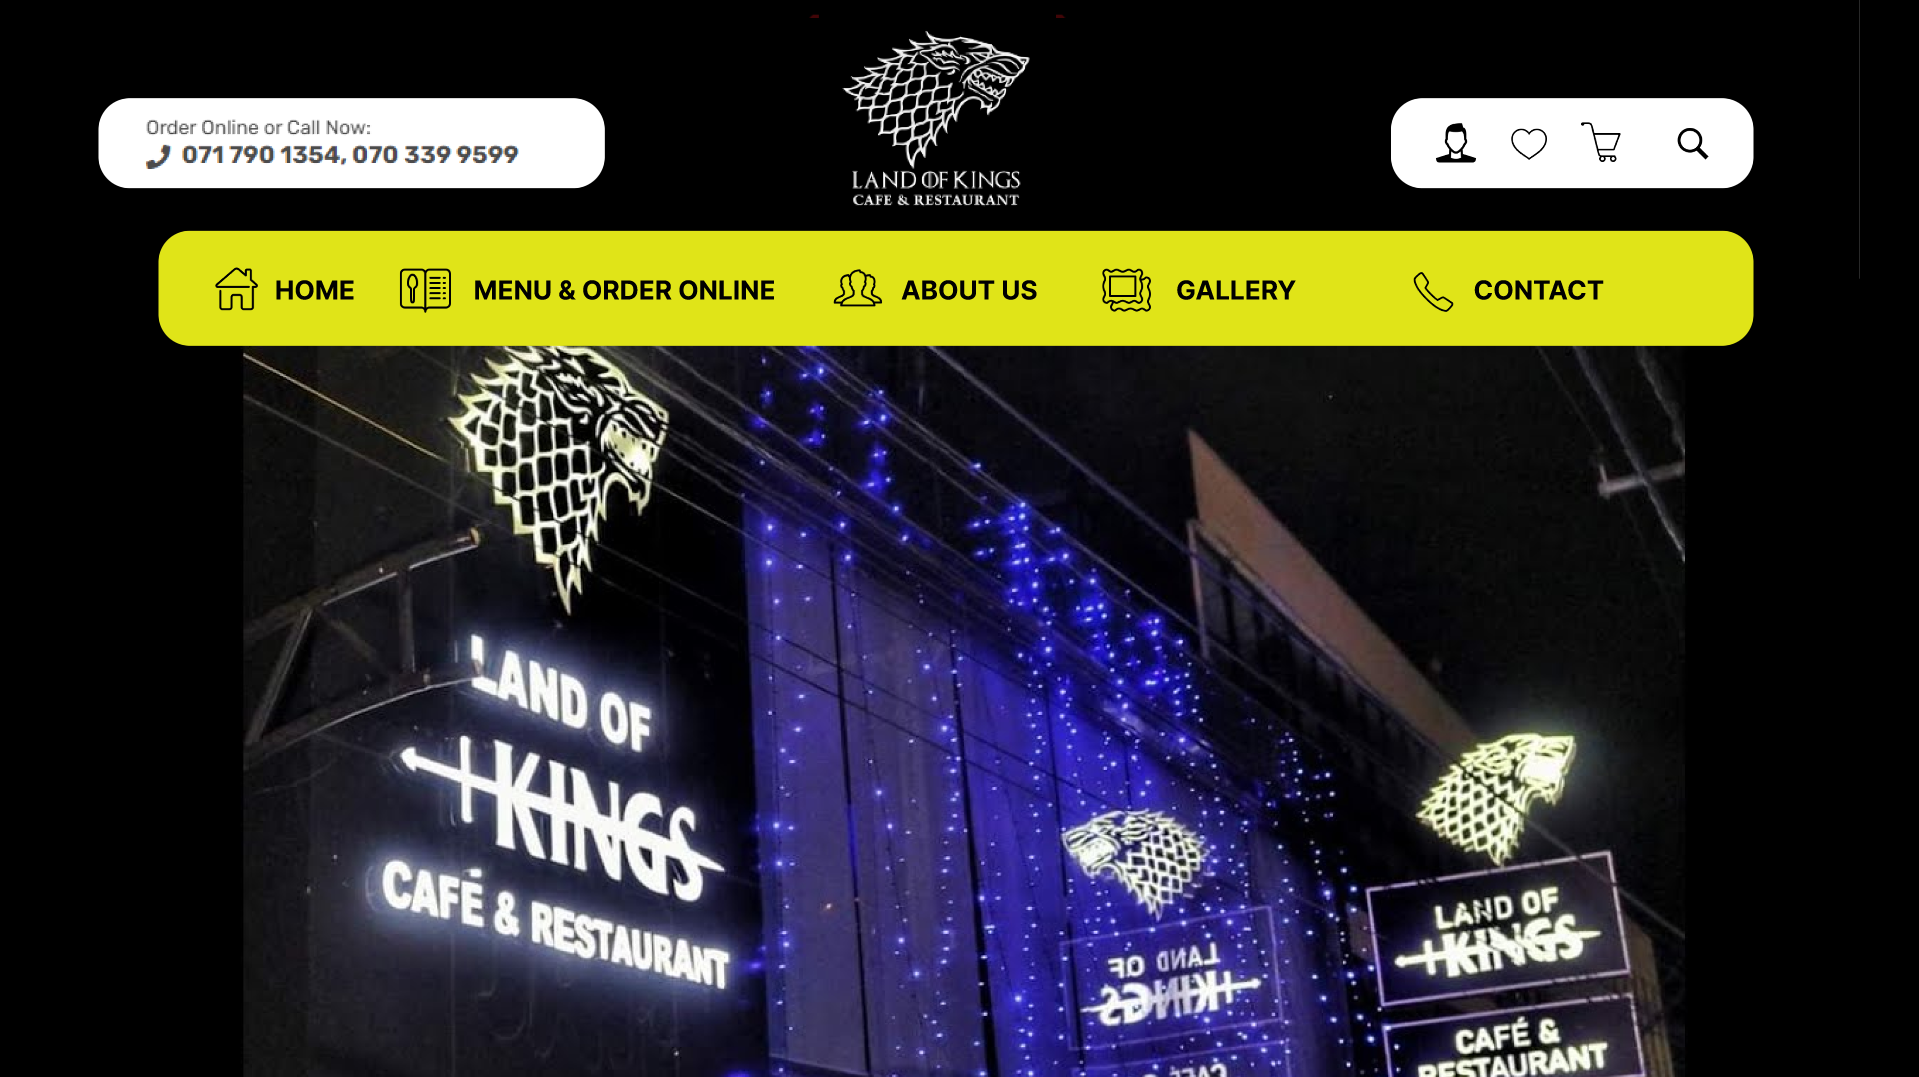 Order Online or Call Now:
071 790 1354, 070 339 9599
LAND OF KINGS
CAFE & RESTAURANT
HOME
MENU & ORDER ONLINE
ABOUT US
GALLERY
CONTACT
LAND OF
KINGS
CAFÉ & RESTAURANT
LAND OF
KINGS
CAFÉ
LAND OF
KINGS
CAFÉ &
RESTAURANT